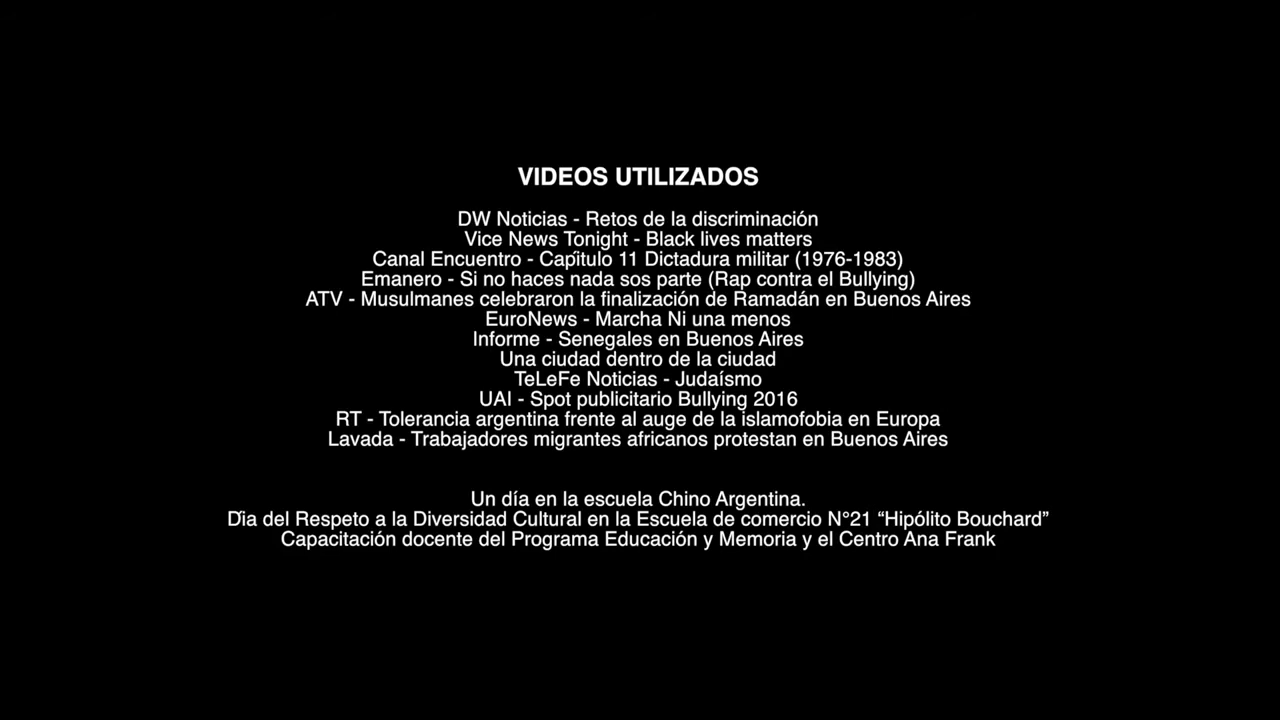 VIDEOS UTILIZADOS
DW Noticias - Retos de la discriminación
Vice News Tonight - Black lives matters
Canal Encuentro - Capítulo 11 Dictadura militar (1976-1983)
Emanero - Si no haces nada sos parte (Rap contra el Bullying)
ATV - Musulmanes celebraron la finalización de Ramadán en Buenos Aires
EuroNews - Marcha Ni una menos
Informe - Senegales en Buenos Aires
Una ciudad dentro de la ciudad
TeLeFe Noticias - Judaísmo
UAI - Spot publicitario Bullying 2016
RT - Tolerancia argentina frente al auge de la islamofobia en Europa
Lavada - Trabajadores migrantes africanos protestan en Buenos Aires
Un día en la escuela Chino Argentina.
Día del Respeto a la Diversidad Cultural en la Escuela de comercio N°21 “Hipólito Bouchard”
Capacitación docente del Programa Educación y Memoria y el Centro Ana Frank